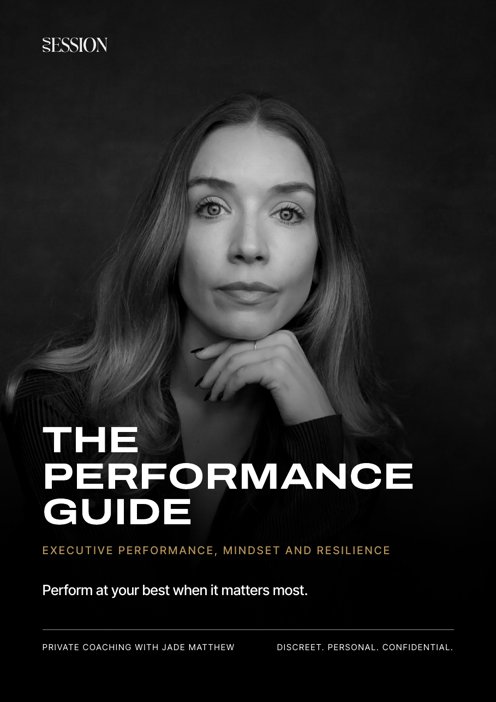 SESSION
THE
PERFORMANCE
GUIDE
EXECUTIVE PERFORMANCE, MINDSET AND RESILIENCE
Perform at your best when it matters most.
PRIVATE COACHING WITH JADE MATTHEW
DISCREET. PERSONAL. CONFIDENTIAL.